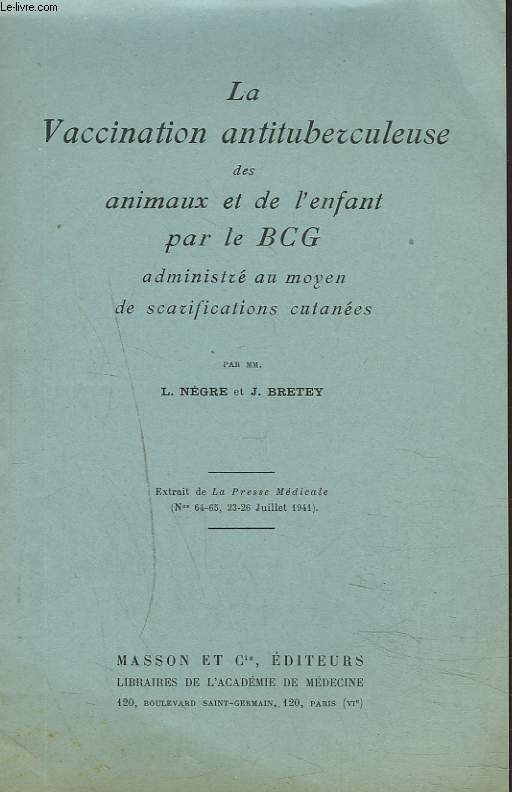 Le-livre.com
La
Vaccination antituberculeuse
des
animaux et de l'enfant
par le BCG
administré au moyen
de scarifications cutanées
PAR MM.
L. NÈGRE et J. BRETEY
Extrait de La Presse Médicale
(Nos 64-65, 23-26 Juillet 1941).
MASSON ET Cie, ÉDITEURS
LIBRAIRES DE L'ACADÉMIE DE MÉDECINE
120, BOULEVARD SAINT-GERMAIN, 120, PARIS (VIe)